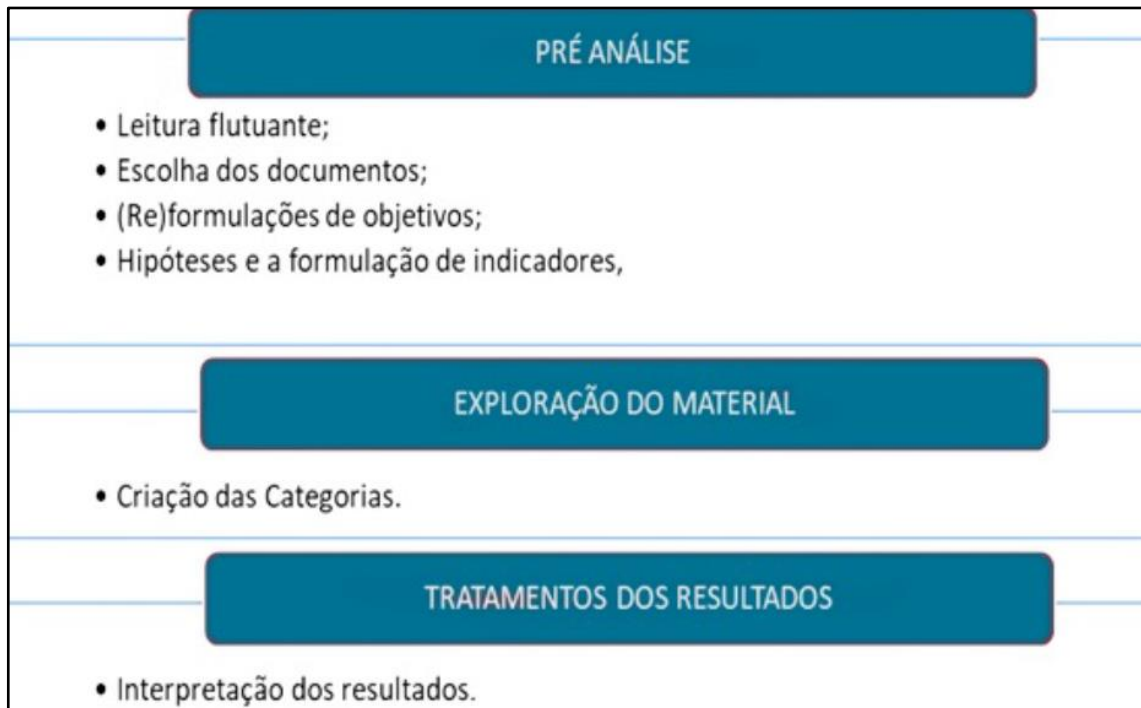 PRÉ ANÁLISE
• Leitura flutuante;
• Escolha dos documentos;
• (Re)formulações de objetivos;
• Hipóteses e a formulação de indicadores,
EXPLORAÇÃO DO MATERIAL
• Criação das Categorias.
TRATAMENTOS DOS RESULTADOS
• Interpretação dos resultados.